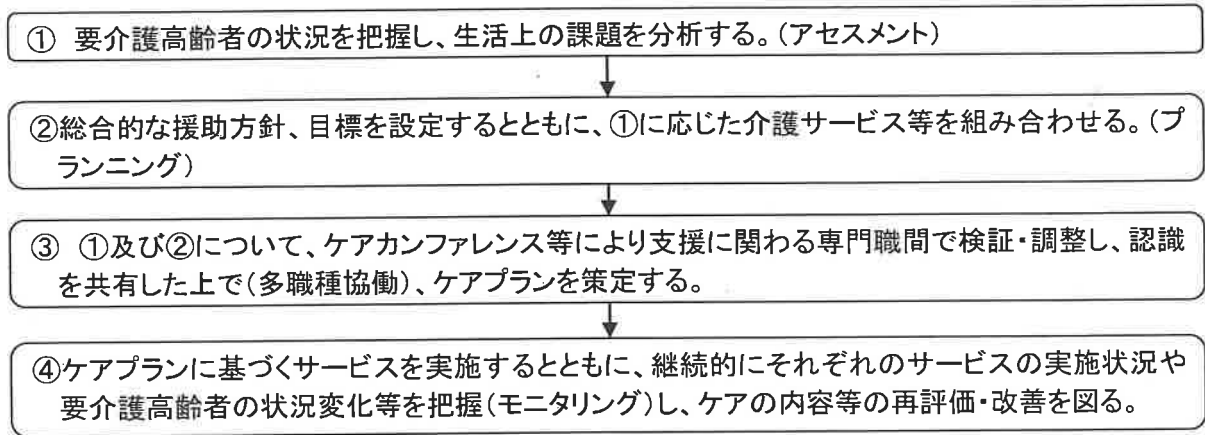 ① 要介護高齢者の状況を把握し、生活上の課題を分析する。(アセスメント)
②総合的な援助方針、目標を設定するとともに、①に応じた介護サービス等を組み合わせる。(プ
ランニング)
③ ①及び②について、ケアカンファレンス等により支援に関わる専門職間で検証・調整し、認識
を共有した上で(多職種協働)、ケアプランを策定する。
④ケアプランに基づくサービスを実施するとともに、継続的にそれぞれのサービスの実施状況や
要介護高齢者の状況変化等を把握(モニタリング)し、ケアの内容等の再評価・改善を図る。